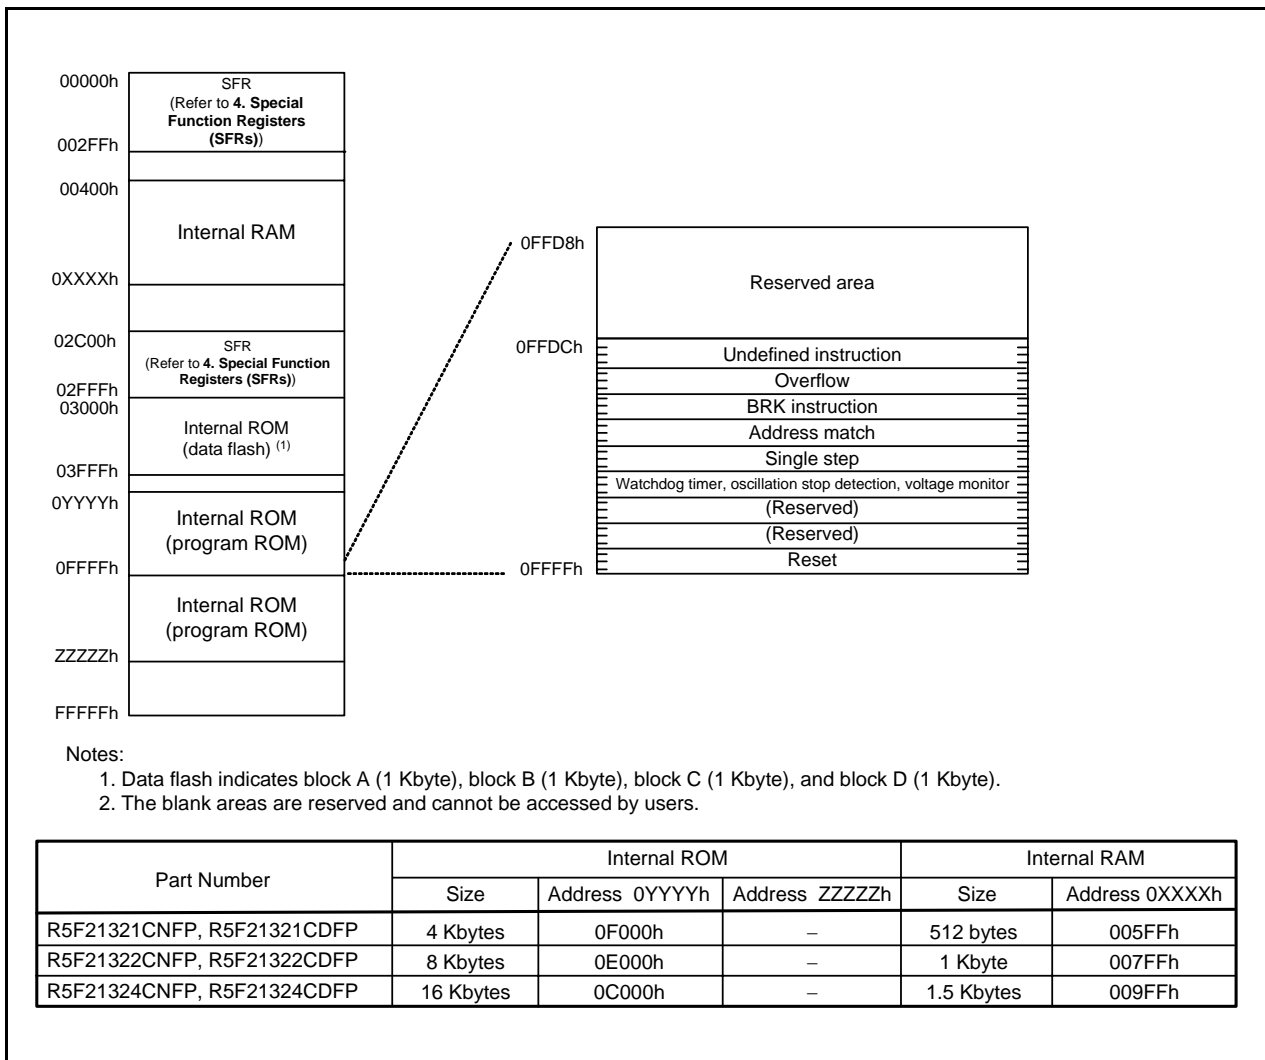 00000h
SFR
(Refer to 4. Special
Function Registers
(SFRs))
002FFh
00400h
Internal RAM
0XXXXh
02C00h
SFR
(Refer to 4. Special Function
Registers (SFRs))
02FFFh
03000h
Internal ROM
(data flash) (1)
03FFFh
0YYYYh
Internal ROM
(program ROM)
0FFFFh
Internal ROM
(program ROM)
ZZZZZh
FFFFFh
0FFD8h
Reserved area
0FFDCh
Undefined instruction
Overflow
BRK instruction
Address match
Single step
Watchdog timer, oscillation stop detection, voltage monitor
(Reserved)
(Reserved)
Reset
0FFFFh
Notes:
1. Data flash indicates block A (1 Kbyte), block B (1 Kbyte), block C (1 Kbyte), and block D (1 Kbyte).
2. The blank areas are reserved and cannot be accessed by users.
Part Number Internal ROM Internal RAM
Size Address 0YYYYh Address ZZZZZh Size Address 0XXXXh
R5F21321CNFP, R5F21321CDFP 4 Kbytes 0F000h – 512 bytes 005FFh
R5F21322CNFP, R5F21322CDFP 8 Kbytes 0E000h – 1 Kbyte 007FFh
R5F21324CNFP, R5F21324CDFP 16 Kbytes 0C000h – 1.5 Kbytes 009FFh